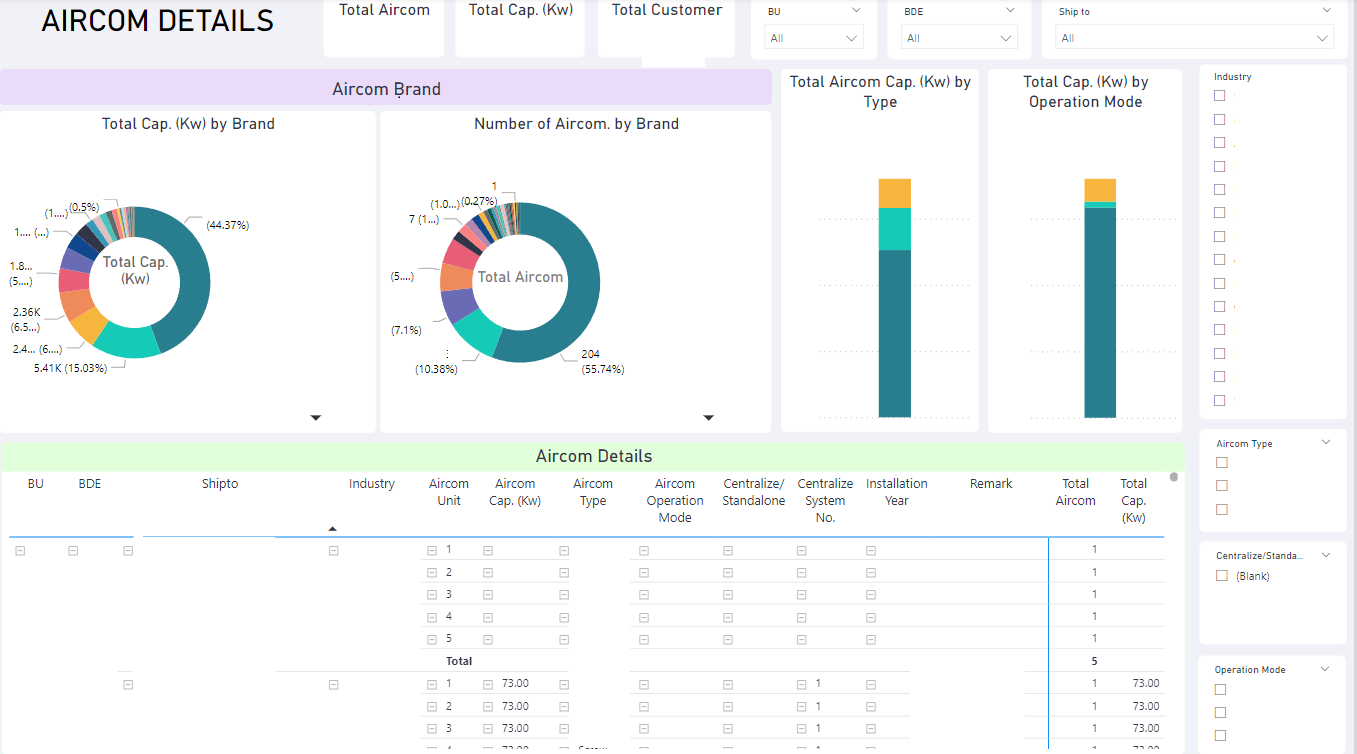 AIRCOM DETAILS
Total Aircom
Total Cap. (Kw)
Total Customer
BU
All
BDE
All
Ship to
All
Aircom Brand
Total Cap. (Kw) by Brand
(0.5%)
(1....)
1.... (...)
1.8...
(5....)
2.36K
(6.5...)
2.4... (6....)
5.41K (15.03%)
(44.37%)
Total Cap.
(Kw)
Number of Aircom. by Brand
1
(0.27%)
(1.0...)
7 (1...)
(5....)
(7.1%)
(10.38%)
204
(55.74%)
Total Aircom
Total Aircom Cap. (Kw) by
Type
Total Cap. (Kw) by
Operation Mode
Industry
Aircom Type
Centralize/Standa...
(Blank)
Operation Mode
Aircom Details
BU
BDE
Shipto
Industry
Aircom
Unit
Aircom
Cap. (Kw)
Aircom
Type
Aircom
Operation
Mode
Centralize/
Standalone
Centralize
System
No.
Installation
Year
Remark
Total
Aircom
Total
Cap.
(Kw)
1 1
2 1
3 1
4 1
5 1
Total 5
1 73.00 1 1 73.00
2 73.00 1 1 73.00
3 73.00 1 1 73.00